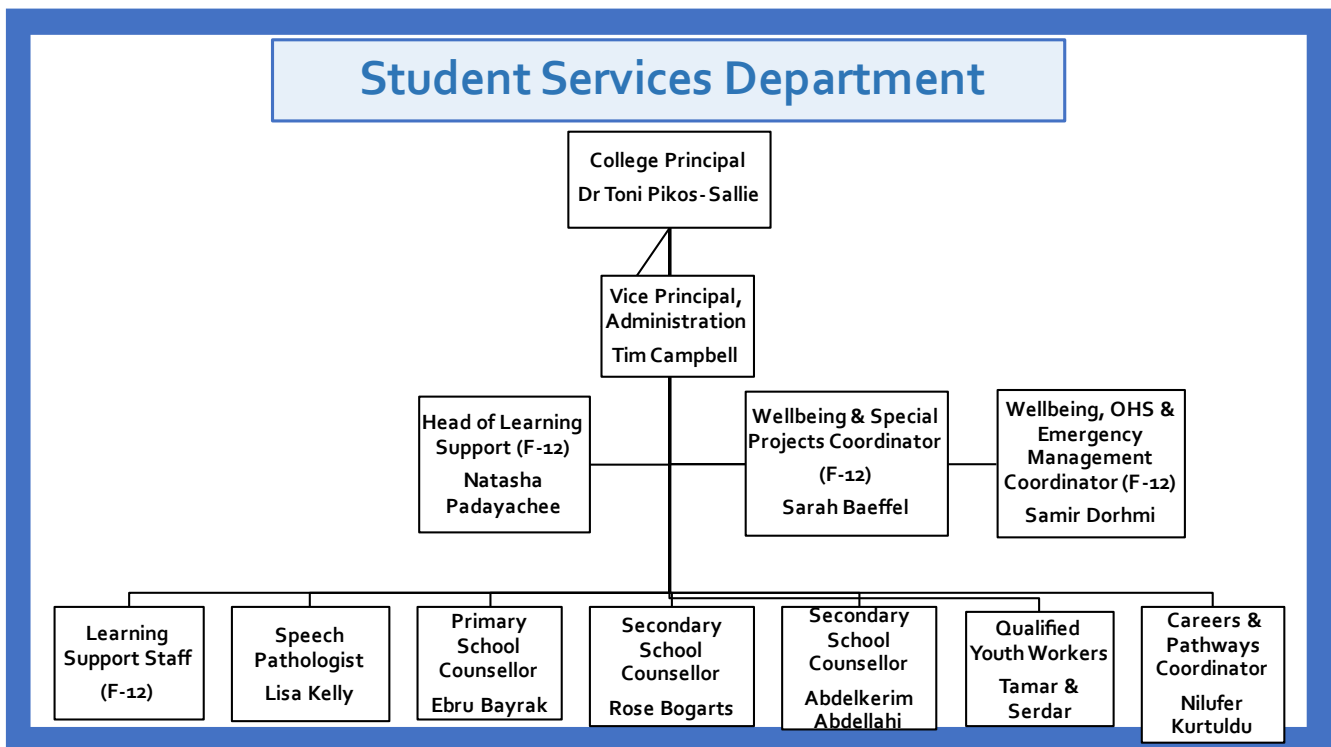 Student Services Department
College Principal
Dr Toni Pikos- Sallie
Vice Principal,
Administration
Tim Campbell
Head of Learning
Support (F-12)
Natasha
Padayachee
Wellbeing & Special
Projects Coordinator
(F-12)
Sarah Baeffel
Wellbeing, OHS &
Emergency
Management
Coordinator (F-12)
Samir Dorhmi
Learning
Support Staff
(F-12)
Speech
Pathologist
Lisa Kelly
Primary
School
Counsellor
Ebru Bayrak
Secondary
School
Counsellor
Rose Bogarts
Secondary
School
Counsellor
Abdelkerim
Abdellahi
Qualified
Youth Workers
Tamar &
Serdar
Careers &
Pathways
Coordinator
Nilufer
Kurtuldu